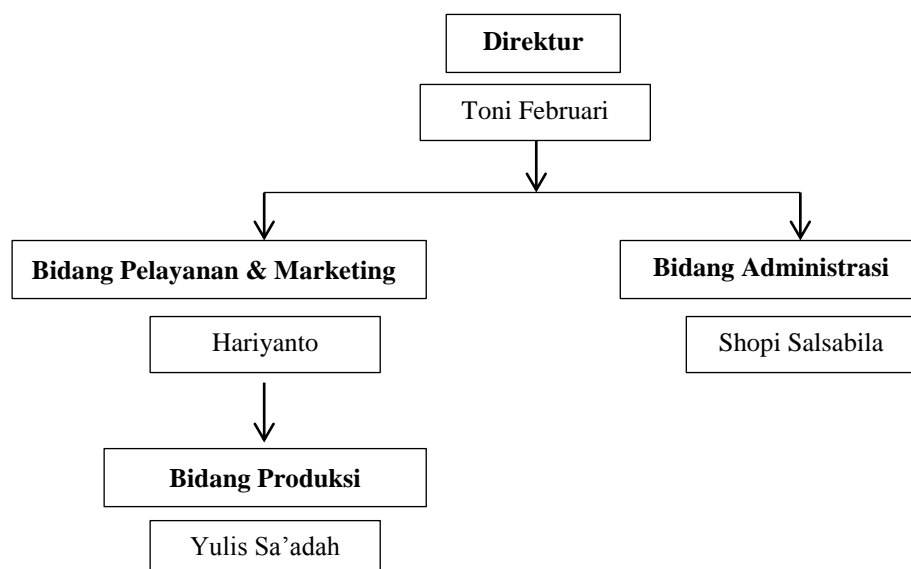 Direktur
Toni Februari
Bidang Pelayanan & Marketing
Bidang Administrasi
Hariyanto
Shopi Salsabila
Bidang Produksi
Yulis Sa’adah